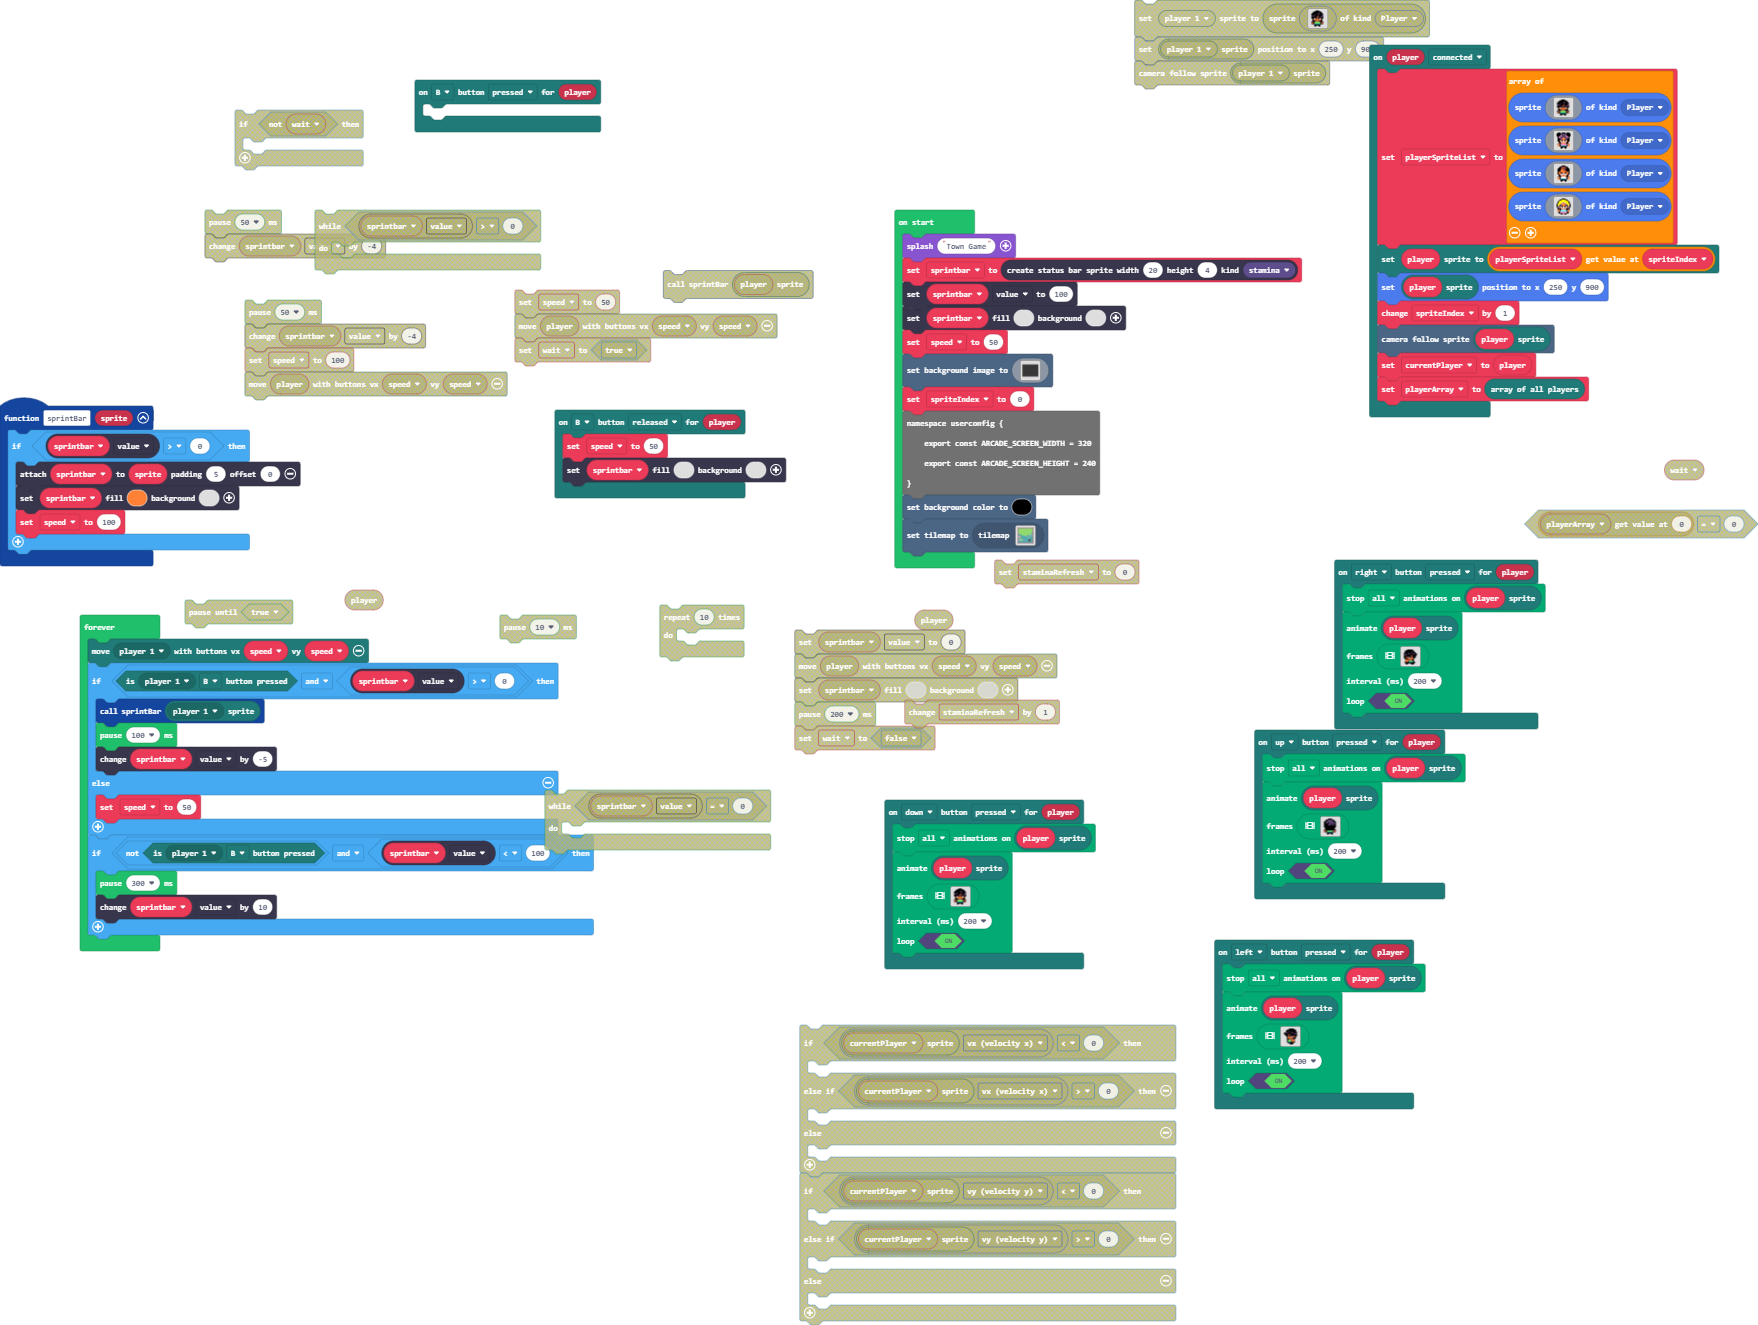 set player 1 sprite to sprite of kind Player
set player 1 sprite position to x 250 y 90
camera follow sprite player 1 sprite
on player connected
set playerSpriteList to
array of
sprite of kind Player
sprite of kind Player
sprite of kind Player
sprite of kind Player
set player sprite to playerSpriteList get value at spriteIndex
set player sprite position to x 250 y 900
change spriteIndex by 1
camera follow sprite player sprite
set currentPlayer to player
set playerArray to array of all players
on B button pressed for player
if not wait then
pause 50 ms
change sprintbar va by -4
while sprintbar value > 0
do
call sprintBar player sprite
pause 50 ms
change sprintbar value by -4
set speed to 100
move player with buttons vx speed vy speed
set speed to 50
move player with buttons vx speed vy speed
set wait to true
on start
splash "Town Game"
set sprintbar to create status bar sprite width 20 height 4 kind stamina
set sprintbar value to 100
set sprintbar fill background
set speed to 50
set background image to
set spriteIndex to 0
namespace userconfig {
export const ARCADE_SCREEN_WIDTH = 320
export const ARCADE_SCREEN_HEIGHT = 240
}
set background color to
set tilemap to tilemap
function sprintBar sprite
if sprintbar value > 0 then
attach sprintbar to sprite padding 5 offset 0
set sprintbar fill background
set speed to 100
on B button released for player
set speed to 50
set sprintbar fill background
wait
playerArray get value at 0 = 0
set staminaRefresh to 0
pause until true
player
pause 10 ms
repeat 10 times
do
player
set sprintbar value to 0
move player with buttons vx speed vy speed
set sprintbar fill background
pause 200 ms
change staminaRefresh by 1
set wait to false
forever
move player 1 with buttons vx speed vy speed
if is player 1 B button pressed and sprintbar value > 0 then
call sprintBar player 1 sprite
pause 100 ms
change sprintbar value by -5
else
set speed to 50
if not is player 1 B button pressed and sprintbar value < 100 then
pause 300 ms
change sprintbar value by 10
while sprintbar value = 0
do
on right button pressed for player
stop all animations on player sprite
animate player sprite
frames
interval (ms) 200
loop ON
on up button pressed for player
stop all animations on player sprite
animate player sprite
frames
interval (ms) 200
loop ON
on down button pressed for player
stop all animations on player sprite
animate player sprite
frames
interval (ms) 200
loop ON
on left button pressed for player
stop all animations on player sprite
animate player sprite
frames
interval (ms) 200
loop ON
if currentPlayer sprite vx (velocity x) < 0 then
else if currentPlayer sprite vx (velocity x) > 0 then
else
if currentPlayer sprite vy (velocity y) < 0 then
else if currentPlayer sprite vy (velocity y) > 0 then
else